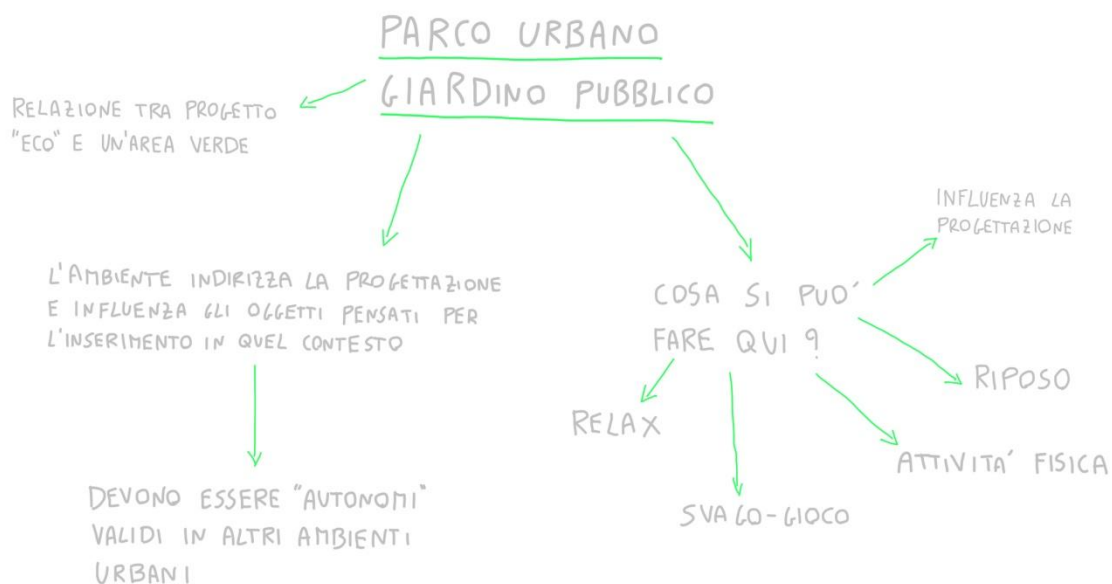 PARCO URBANO
GIARDINO PUBBLICO
RELAZIONE TRA PROGETTO
"ECO" E UN'AREA VERDE
L'AMBIENTE INDIRIZZA LA PROGETTAZIONE
E INFLUENZA GLI OGGETTI PENSATI PER
L'INSERIMENTO IN QUEL CONTESTO
DEVONO ESSERE "AUTONOMI"
VALIDI IN ALTRI AMBIENTI
URBANI
COSA SI PUO'
FARE QUI ?
INFLUENZA LA
PROGETTAZIONE
RIPOSO
ATTIVITA' FISICA
SVAGO-GIOCO
RELAX